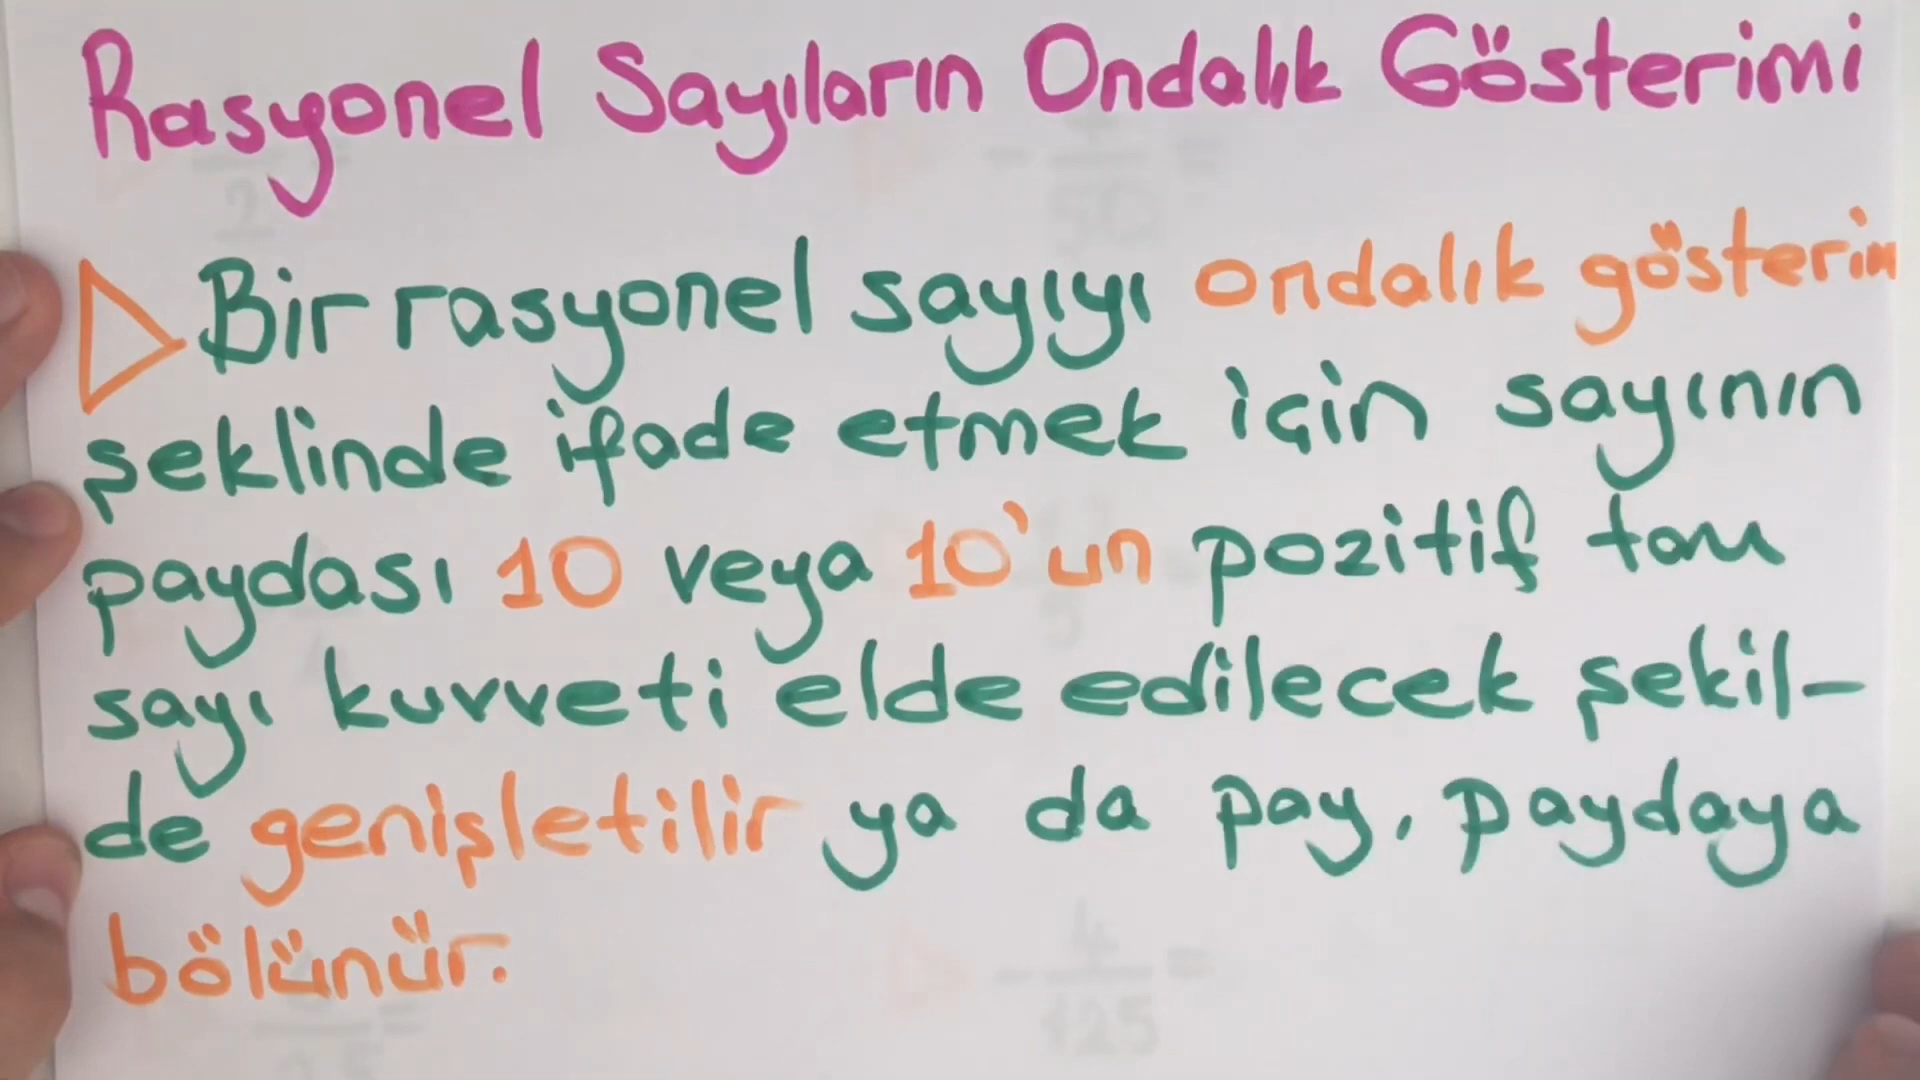 Rasyonel Sayıların Ondalık Gösterimi
Bir rasyonel sayıyı ondalık gösterim
şeklinde ifade etmek için sayının
paydası 10 veya 10'un pozitif tam
sayı kuvveti elde edilecek şekil-
de genişletilir ya da pay, paydaya
bölünür.